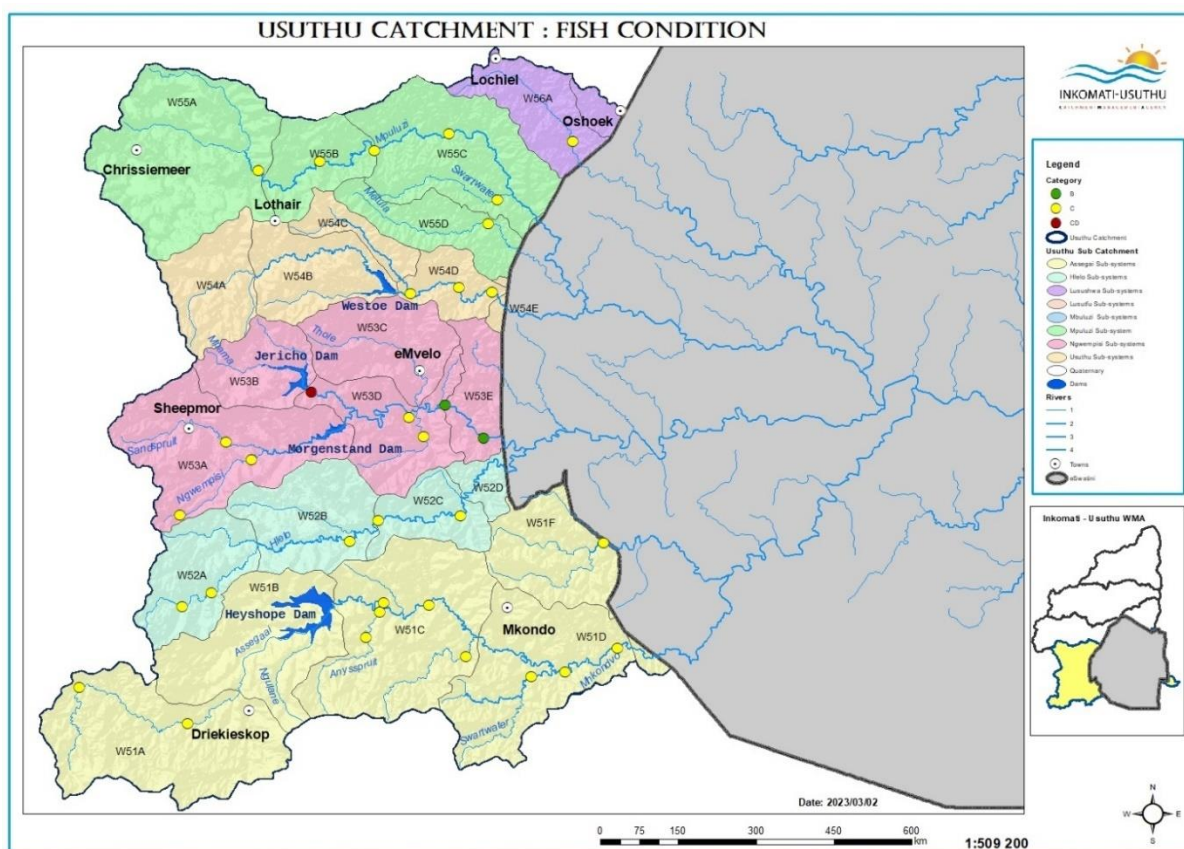 USUTHU CATCHMENT : FISH CONDITION
INKOMATI-USUTHU
CATCHMENT MANAGEMENT AGENCY
Lochiel
W56A
Oshoek
W55A
Chrissiemeer
W55B
Mpuluzi
W55C
Swartwater
Metula
W55D
Lothair
W54C
W54A
W54B
W54D
W54E
Westoe Dam
W53C
Thole
Mpama
Jericho Dam
eMvelo
W53B
W53D
W53E
Sheepmor
Sandspruit
Morgenstand Dam
W53A
Ngwempisi
W52D
W52C
W52B
Hlelo
W51F
W52A
W51B
Heyshope Dam
W51C
Mkondo
W51D
Assegaai
Anysspruit
Ngulane
Mhkondvo
Driekieskop
Swartwater
W51A
Date: 2023/03/02
0 75 150 300 450 600
km
1:509 200
Legend
Category
B
C
CD
Usuthu Catchment
Usuthu Sub Catchment
Assegai Sub-systems
Hlelo Sub-systems
Lusushwa Sub-systems
Lusutfu Sub-systems
Mbuluzi Sub-systems
Mpuluzi Sub-system
Ngwempisi Sub-systems
Usuthu Sub-systems
Quaternary
Dams
Rivers
1
2
3
4
Towns
eSwatini
Inkomati - Usuthu WMA
N
W E
S